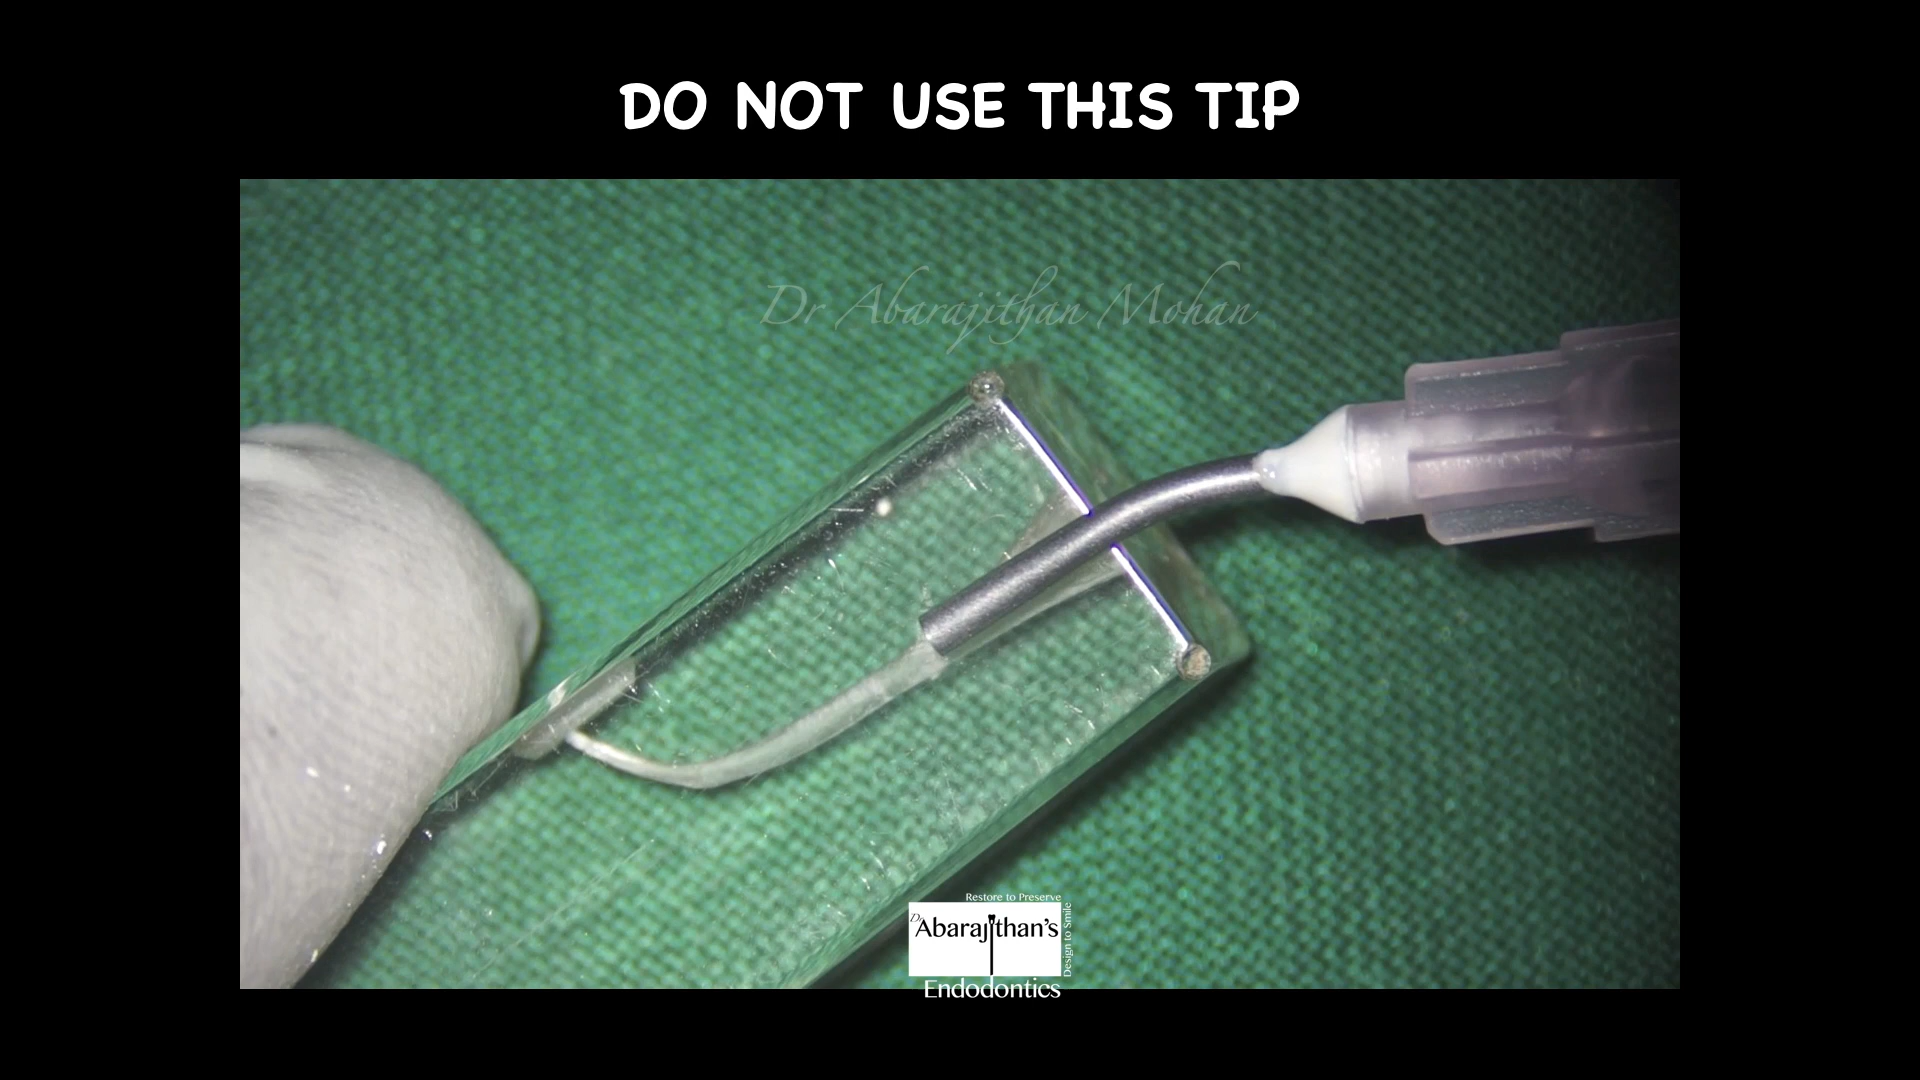 DO NOT USE THIS TIP
Dr Abarajithan Mohan
Restore to Preserve
Dr Abarajithan's
Design to Smile
Endodontics